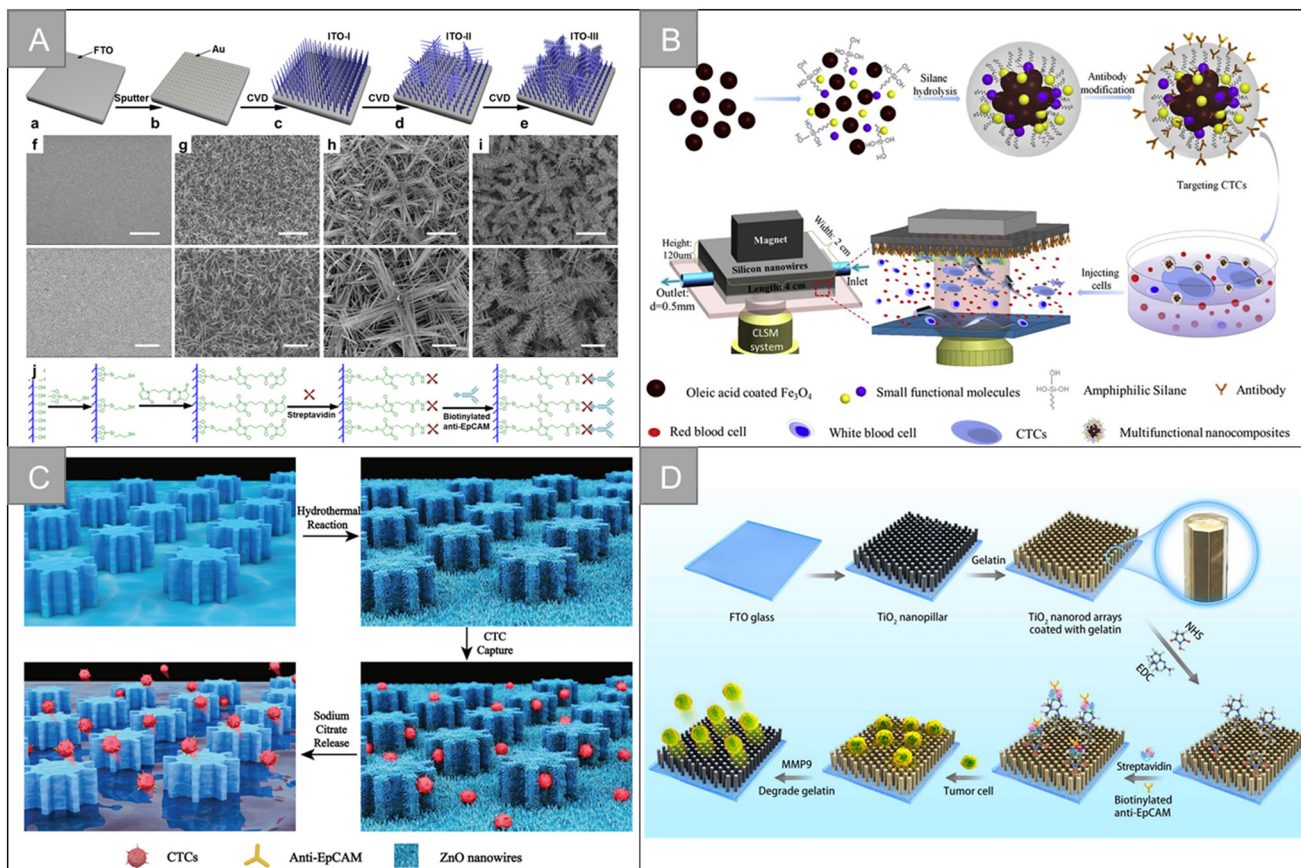 A
FTO
Au
ITO-I
ITO-II
ITO-III
Sputter
CVD
CVD
CVD
a
b
c
d
e
f
g
h
i
j
Streptavidin
Biotinylated
anti-EpCAM
B
Silane
hydrolysis
Antibody
modification
Targeting CTCs
Magnet
Width: 2 cm
Height:
120um
Silicon nanowires
Length: 4 cm
Inlet
Outlet:
d=0.5mm
CLSM
system
Injecting
cells
Oleic acid coated Fe₃O₄
Small functional molecules
Amphiphilic Silane
Antibody
Red blood cell
White blood cell
CTCs
Multifunctional nanocomposites
C
Hydrothermal
Reaction
CTC
Capture
Sodium
Citrate
Release
CTCs
Anti-EpCAM
ZnO nanowires
D
FTO glass
TiO₂ nanopillar
Gelatin
TiO₂ nanorod arrays
coated with gelatin
NHS
EDC
Streptavidin
Biotinylated
anti-EpCAM
Tumor cell
MMP9
Degrade gelatin